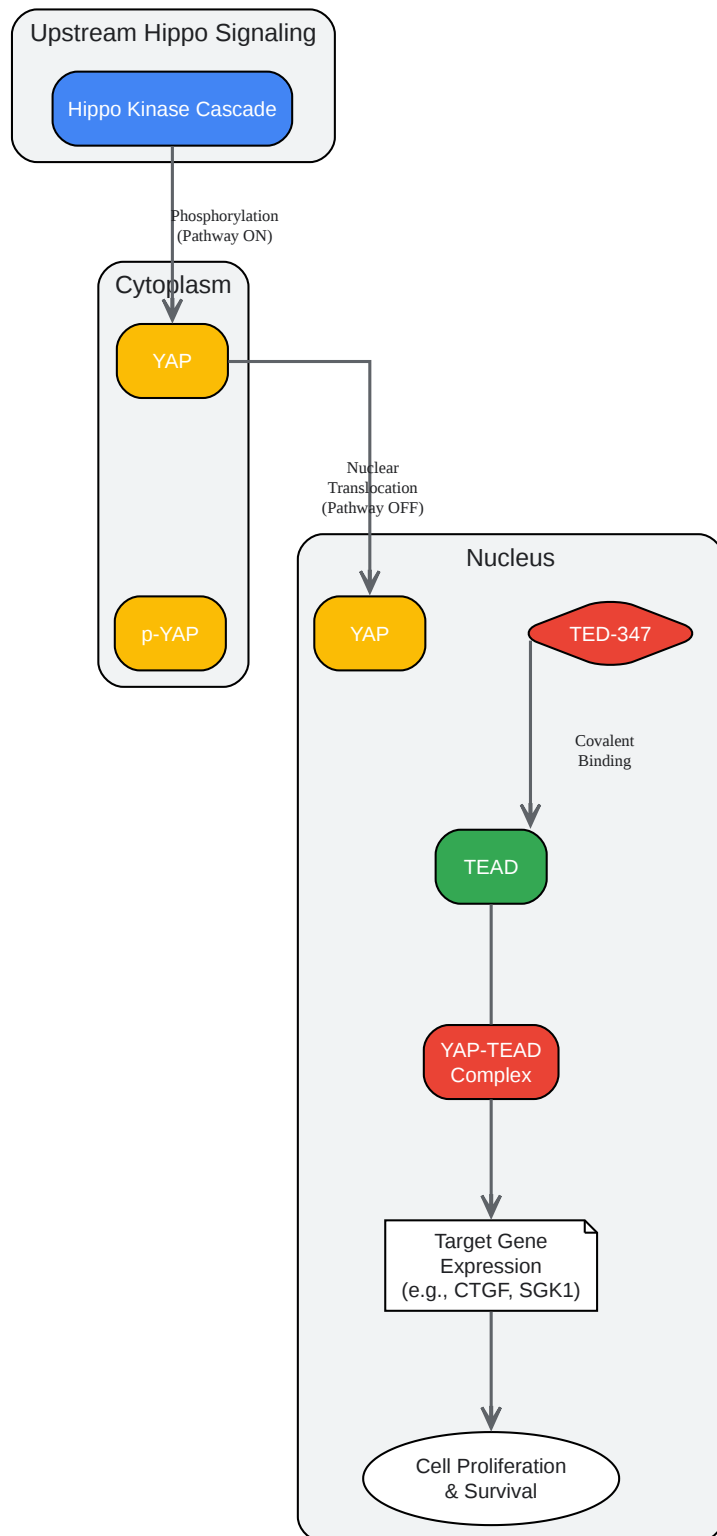 Upstream Hippo Signaling
Hippo Kinase Cascade
Phosphorylation
(Pathway ON)
Cytoplasm
YAP
Nuclear
Translocation
(Pathway OFF)
Nucleus
p-YAP
YAP
TED-347
Covalent
Binding
TEAD
YAP-TEAD
Complex
Target Gene
Expression
(e.g., CTGF, SGK1)
Cell Proliferation
& Survival